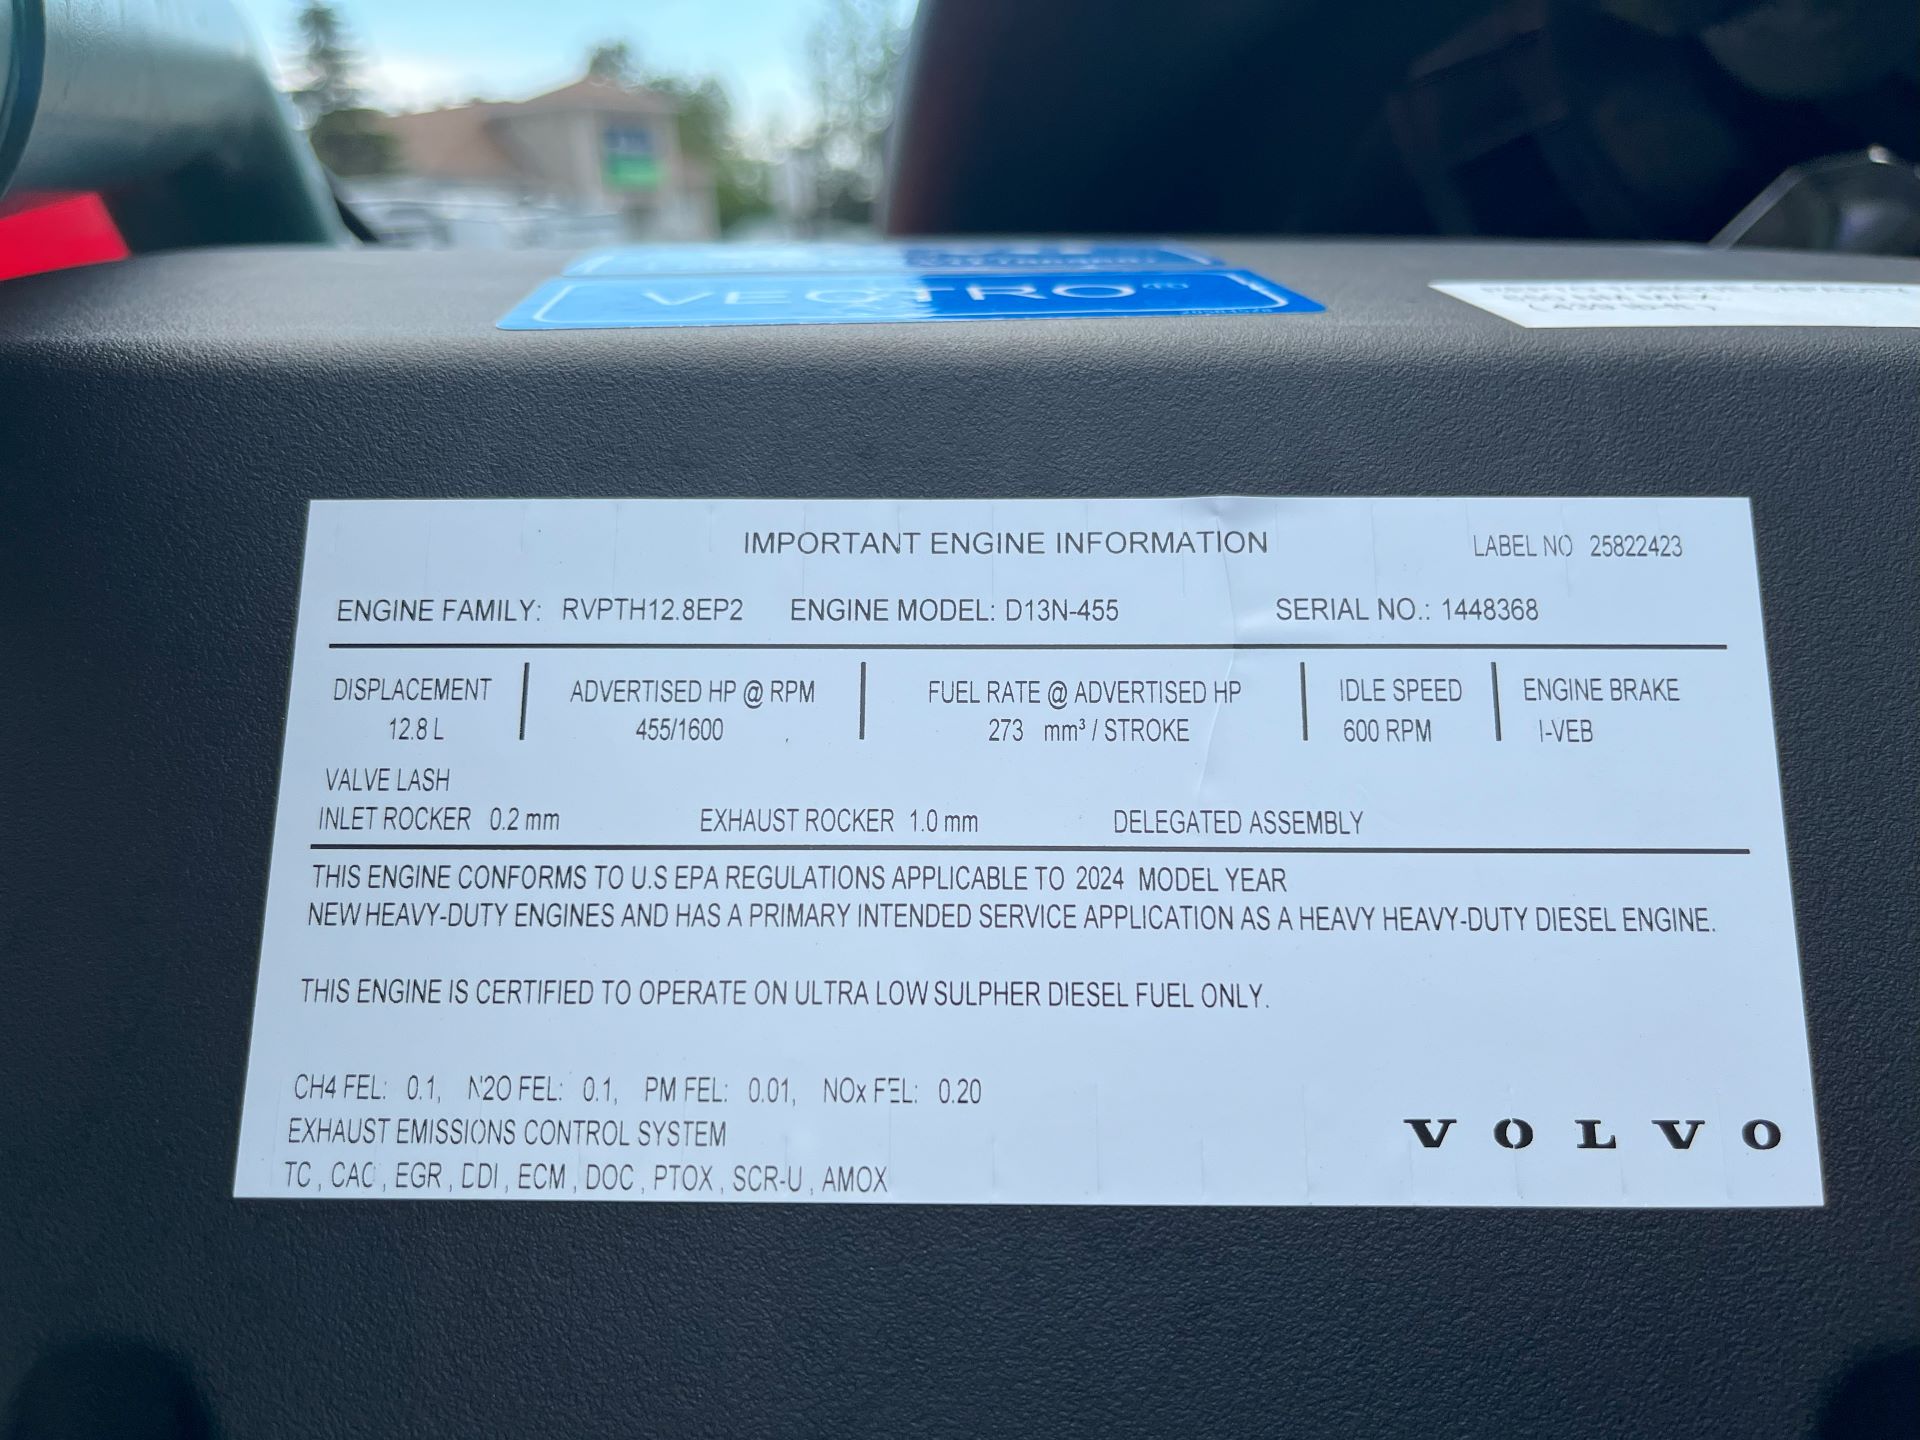 VECTRO
IMPORTANT ENGINE INFORMATION LABEL NO 25822423
ENGINE FAMILY: RVPTH12.8EP2 ENGINE MODEL: D13N-455 SERIAL NO.: 1448368
DISPLACEMENT ADVERTISED HP @ RPM FUEL RATE @ ADVERTISED HP IDLE SPEED ENGINE BRAKE
12.8 L 455/1600 273 mm³ / STROKE 600 RPM I-VEB
VALVE LASH
INLET ROCKER 0.2 mm EXHAUST ROCKER 1.0 mm DELEGATED ASSEMBLY
THIS ENGINE CONFORMS TO U.S EPA REGULATIONS APPLICABLE TO 2024 MODEL YEAR
NEW HEAVY-DUTY ENGINES AND HAS A PRIMARY INTENDED SERVICE APPLICATION AS A HEAVY HEAVY-DUTY DIESEL ENGINE.
THIS ENGINE IS CERTIFIED TO OPERATE ON ULTRA LOW SULPHER DIESEL FUEL ONLY.
CH4 FEL: 0.1, N2O FEL: 0.1, PM FEL: 0.01, NOx FEL: 0.20
EXHAUST EMISSIONS CONTROL SYSTEM
TC , CAC , EGR , DDI , ECM , DOC , PTOX , SCR-U , AMOX
VOLVO